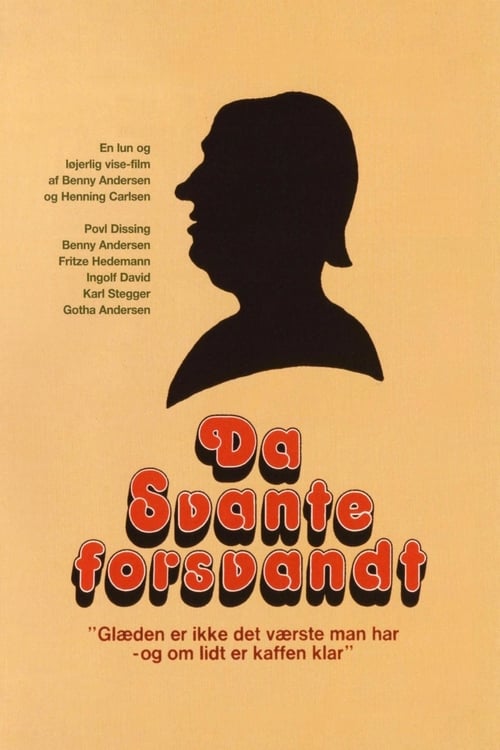 En lun og
løjerlig vise-film
af Benny Andersen
og Henning Carlsen
Povl Dissing
Benny Andersen
Fritze Hedemann
Ingolf David
Karl Stegger
Gotha Andersen
Da
Svante
forsvandt
”Glæden er ikke det værste man har
-og om lidt er kaffen klar”